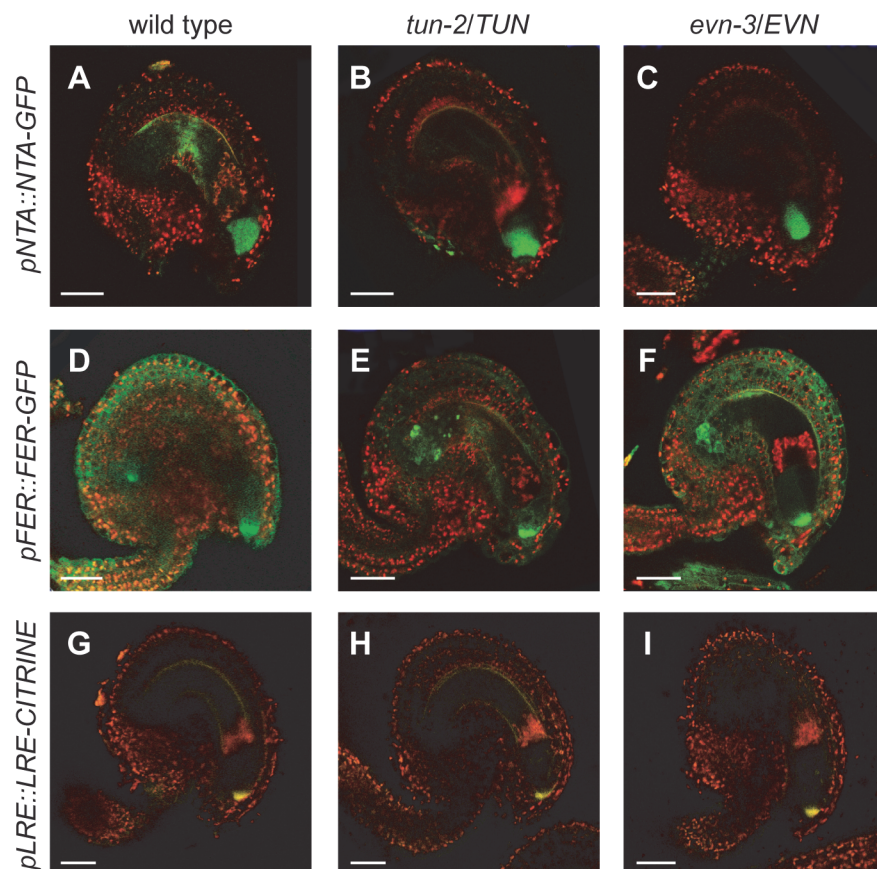 wild type
tun-2/TUN
evn-3/EVN
pNTA::NTA-GFP
A
B
C
pFER::FER-GFP
D
E
F
pLRE::LRE-CITRINE
G
H
I